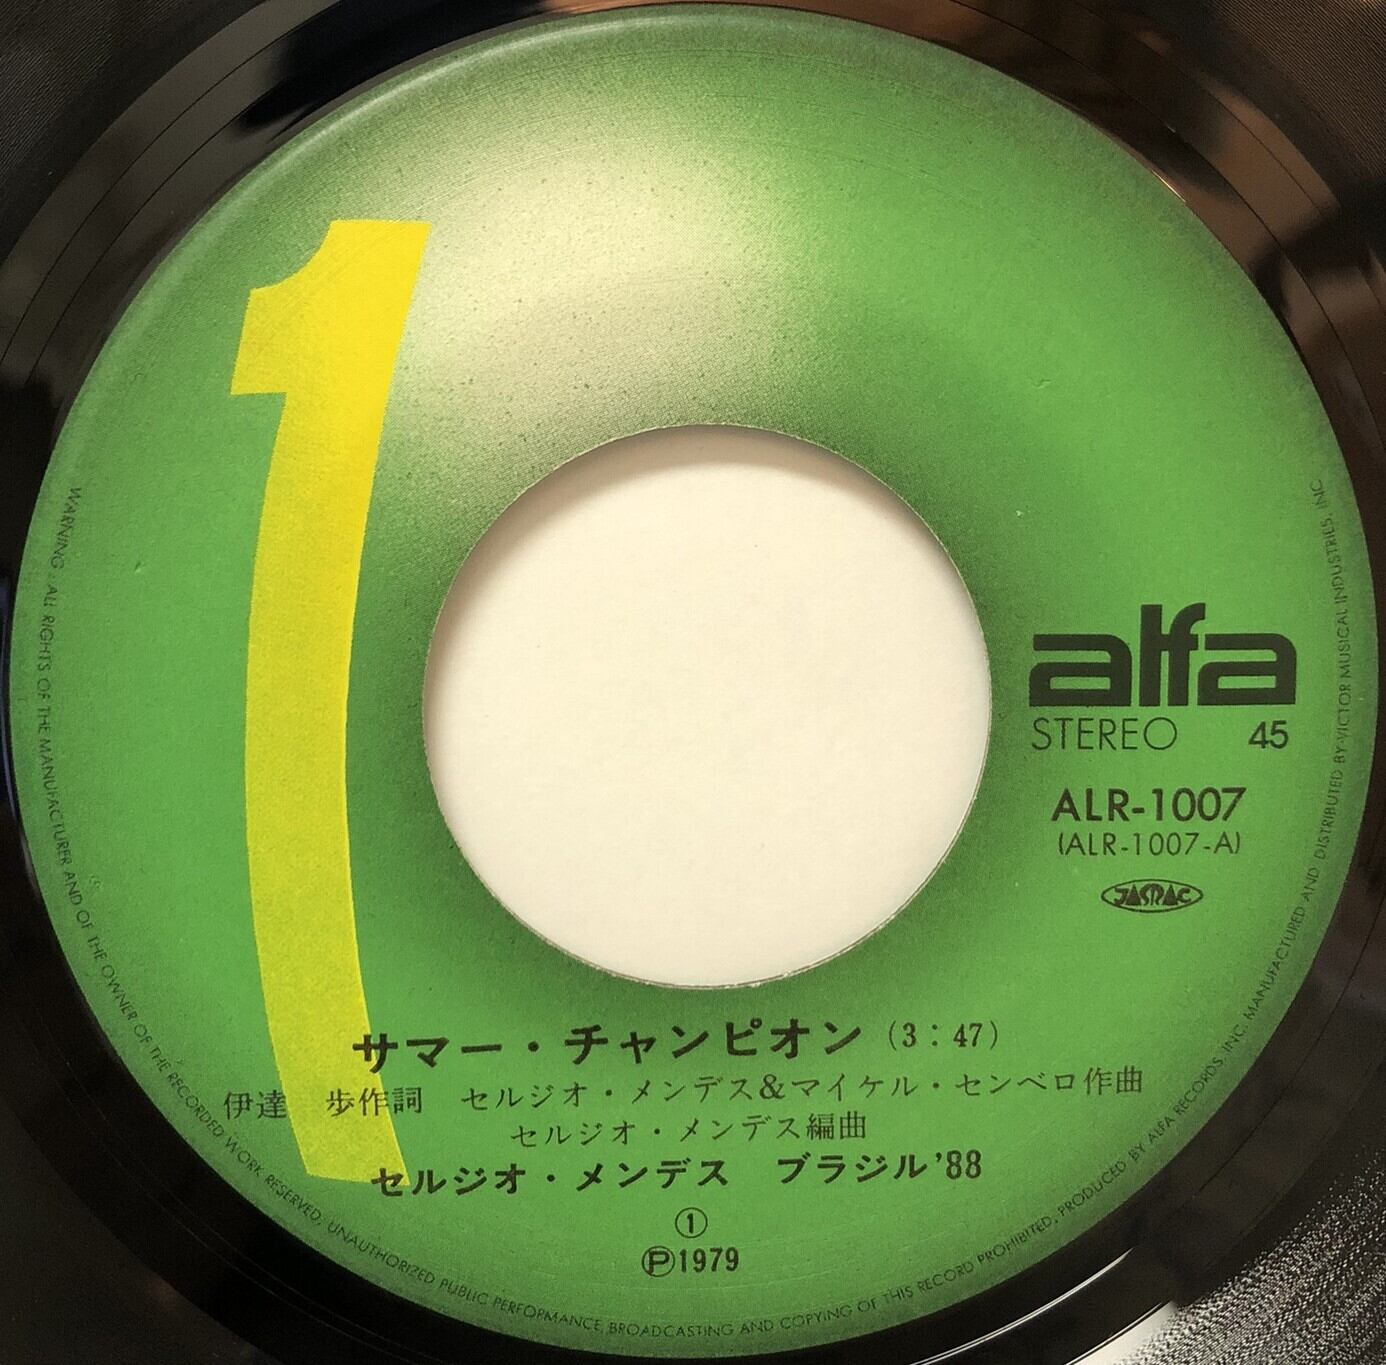 1
alfa
STEREO 45
ALR-1007
(ALR-1007-A)
JASRAC
サマー・チャンピオン (3:47)
伊達 歩作詞 セルジオ・メンデス&マイケル・センベロ作曲
セルジオ・メンデス編曲
セルジオ・メンデス ブラジル'88
①
Ⓟ1979
WARNING : ALL RIGHTS OF THE MANUFACTURER AND OF THE OWNER OF THE RECORDED WORK RESERVED. UNAUTHORIZED PUBLIC PERFORMANCE, BROADCASTING AND COPYING OF THIS RECORD PROHIBITED. PRODUCED BY ALFA RECORDS, INC. MANUFACTURED AND DISTRIBUTED BY VICTOR MUSICAL INDUSTRIES, INC.